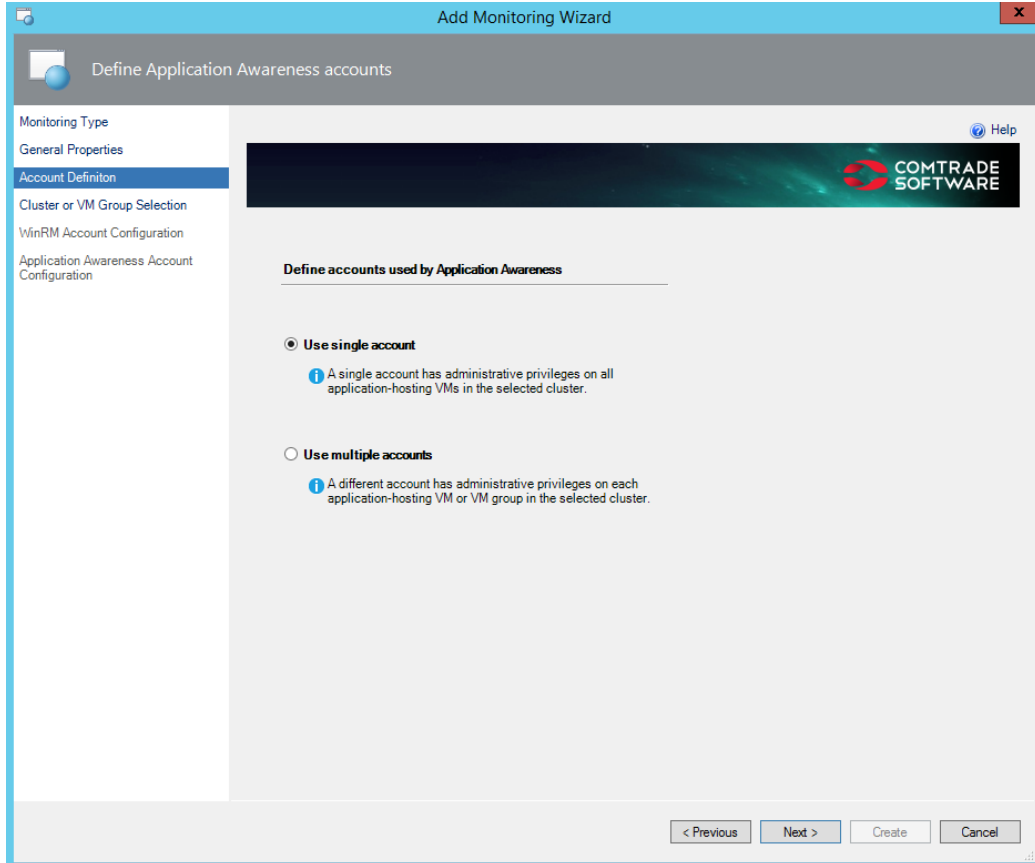 Add Monitoring Wizard
x
Define Application Awareness accounts
Monitoring Type
General Properties
Account Definiton
Cluster or VM Group Selection
WinRM Account Configuration
Application Awareness Account
Configuration
Help
COMTRADE
SOFTWARE
Define accounts used by Application Awareness
Use single account
A single account has administrative privileges on all
application-hosting VMs in the selected cluster.
Use multiple accounts
A different account has administrative privileges on each
application-hosting VM or VM group in the selected cluster.
< Previous
Next >
Create
Cancel